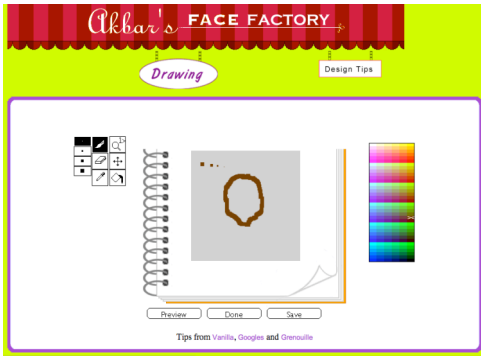 Akbar's FACE FACTORY
Drawing
Design Tips
Preview Done Save
Tips from Vanilla, Googles and Grenouille